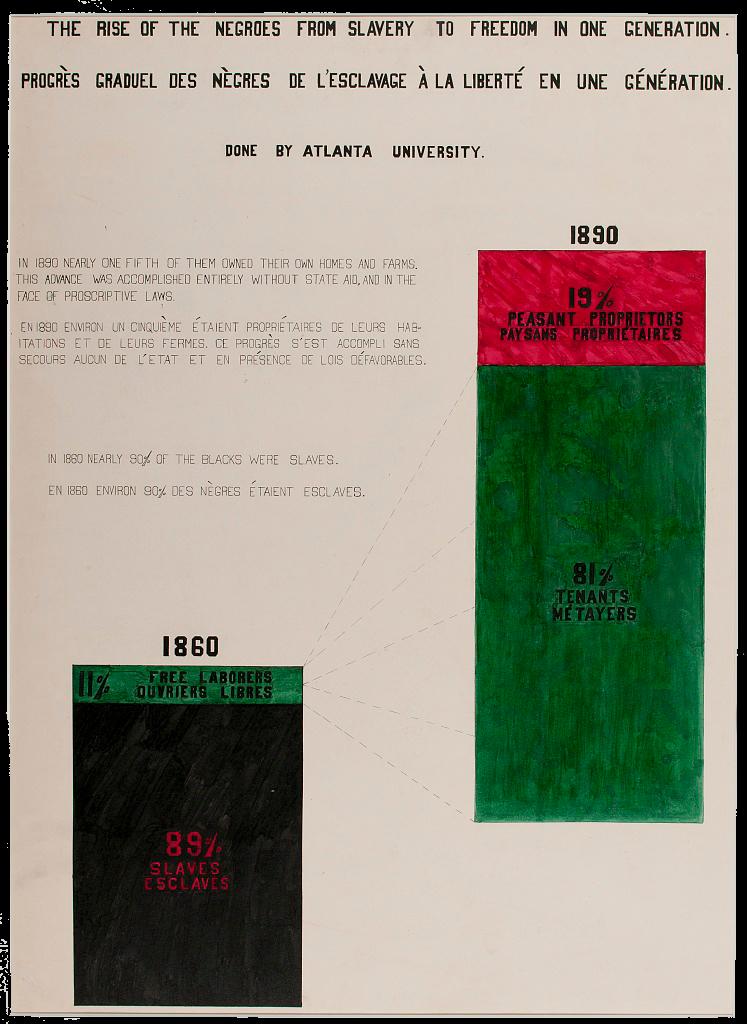 THE RISE OF THE NEGROES FROM SLAVERY TO FREEDOM IN ONE GENERATION.
PROGRÈS GRADUEL DES NÈGRES DE L'ESCLAVAGE À LA LIBERTÉ EN UNE GÉNÉRATION.
DONE BY ATLANTA UNIVERSITY.
IN 1890 NEARLY ONE FIFTH OF THEM OWNED THEIR OWN HOMES AND FARMS.
THIS ADVANCE WAS ACCOMPLISHED ENTIRELY WITHOUT STATE AID, AND IN THE
FACE OF PROSCRIPTIVE LAWS.
EN 1890 ENVIRON UN CINQUIÈME ÉTAIENT PROPRIÉTAIRES DE LEURS HAB-
ITATIONS ET DE LEURS FERMES. CE PROGRÈS S'EST ACCOMPLI SANS
SECOURS AUCUN DE L'ETAT ET EN PRÉSENCE DE LOIS DÉFAVORABLES.
IN 1860 NEARLY 90% OF THE BLACKS WERE SLAVES.
EN 1860 ENVIRON 90% DES NÈGRES ÉTAIENT ESCLAVES.
1860
11% FREE LABORERS
OUVRIERS LIBRES
89%
SLAVES
ESCLAVES
1890
19%
PEASANT PROPRIETORS
PAYSANS PROPRIÉTAIRES
81%
TENANTS
MÉTAYERS